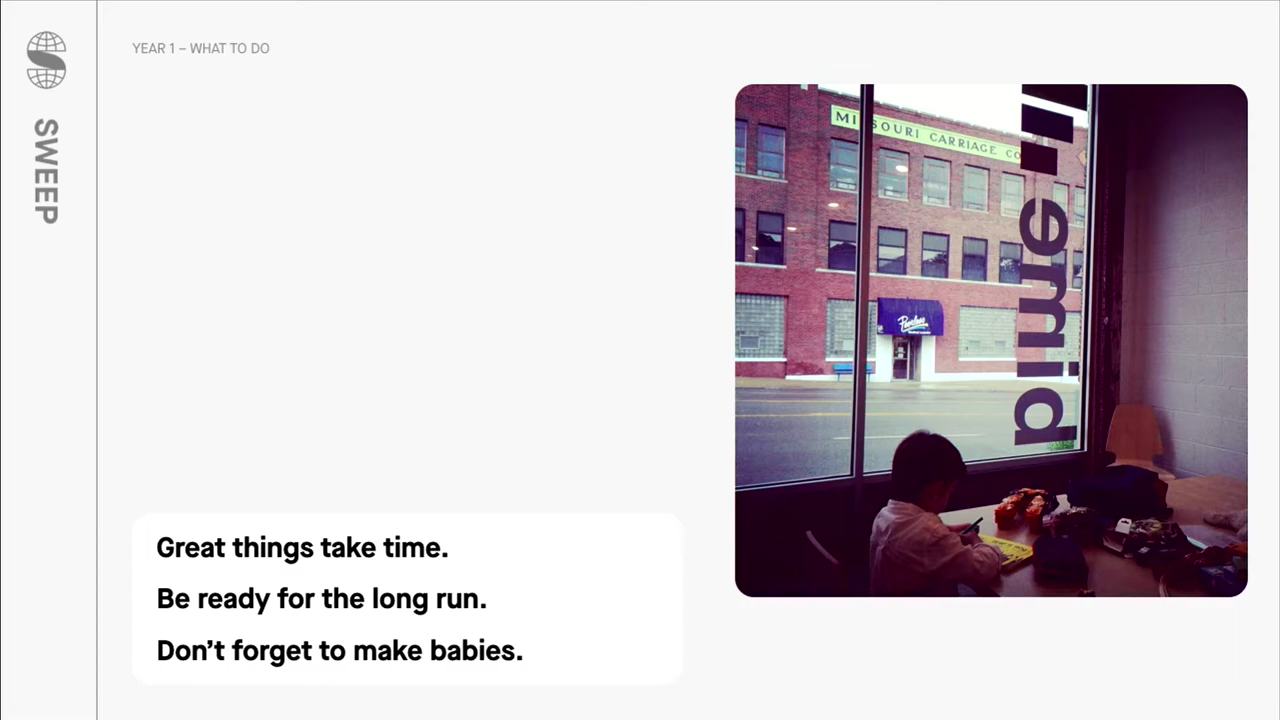 SWEEP
YEAR 1 – WHAT TO DO
MISSOURI CARRIAGE CO
Peerless
Great things take time.
Be ready for the long run.
Don’t forget to make babies.